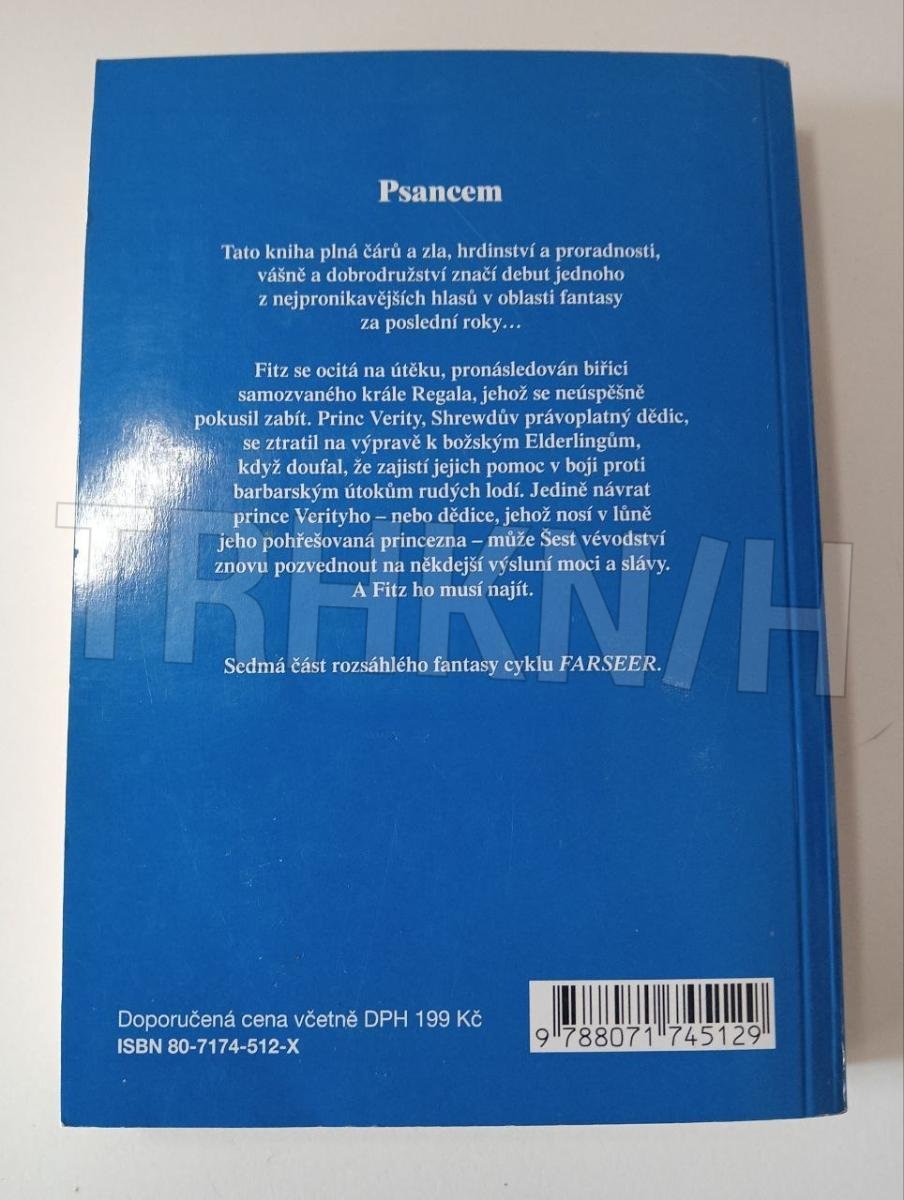 Psancem
Tato kniha plná čárů a zla, hrdinství a proradnosti,
vášně a dobrodružství značí debut jednoho
z nejpronikavějších hlasů v oblasti fantasy
za poslední roky…
Fitz se ocitá na útěku, pronásledován biřici
samozvaného krále Regala, jehož se neúspěšně
pokusil zabít. Princ Verity, Shrewdův právoplatný dědic,
se ztratil na výpravě k božským Elderlingům,
když doufal, že zajistí jejich pomoc v boji proti
barbarským útokům rudých lodí. Jedině návrat
prince Verityho – nebo dědice, jehož nosí v lůně
jeho pohřešovaná princezna – může Šest vévodství
znovu pozvednout na někdejší výsluní moci a slávy.
A Fitz ho musí najít.
TRHKN/H
Sedmá část rozsáhlého fantasy cyklu FARSEER.
Doporučená cena včetně DPH 199 Kč
ISBN 80-7174-512-X
9 788071 745129